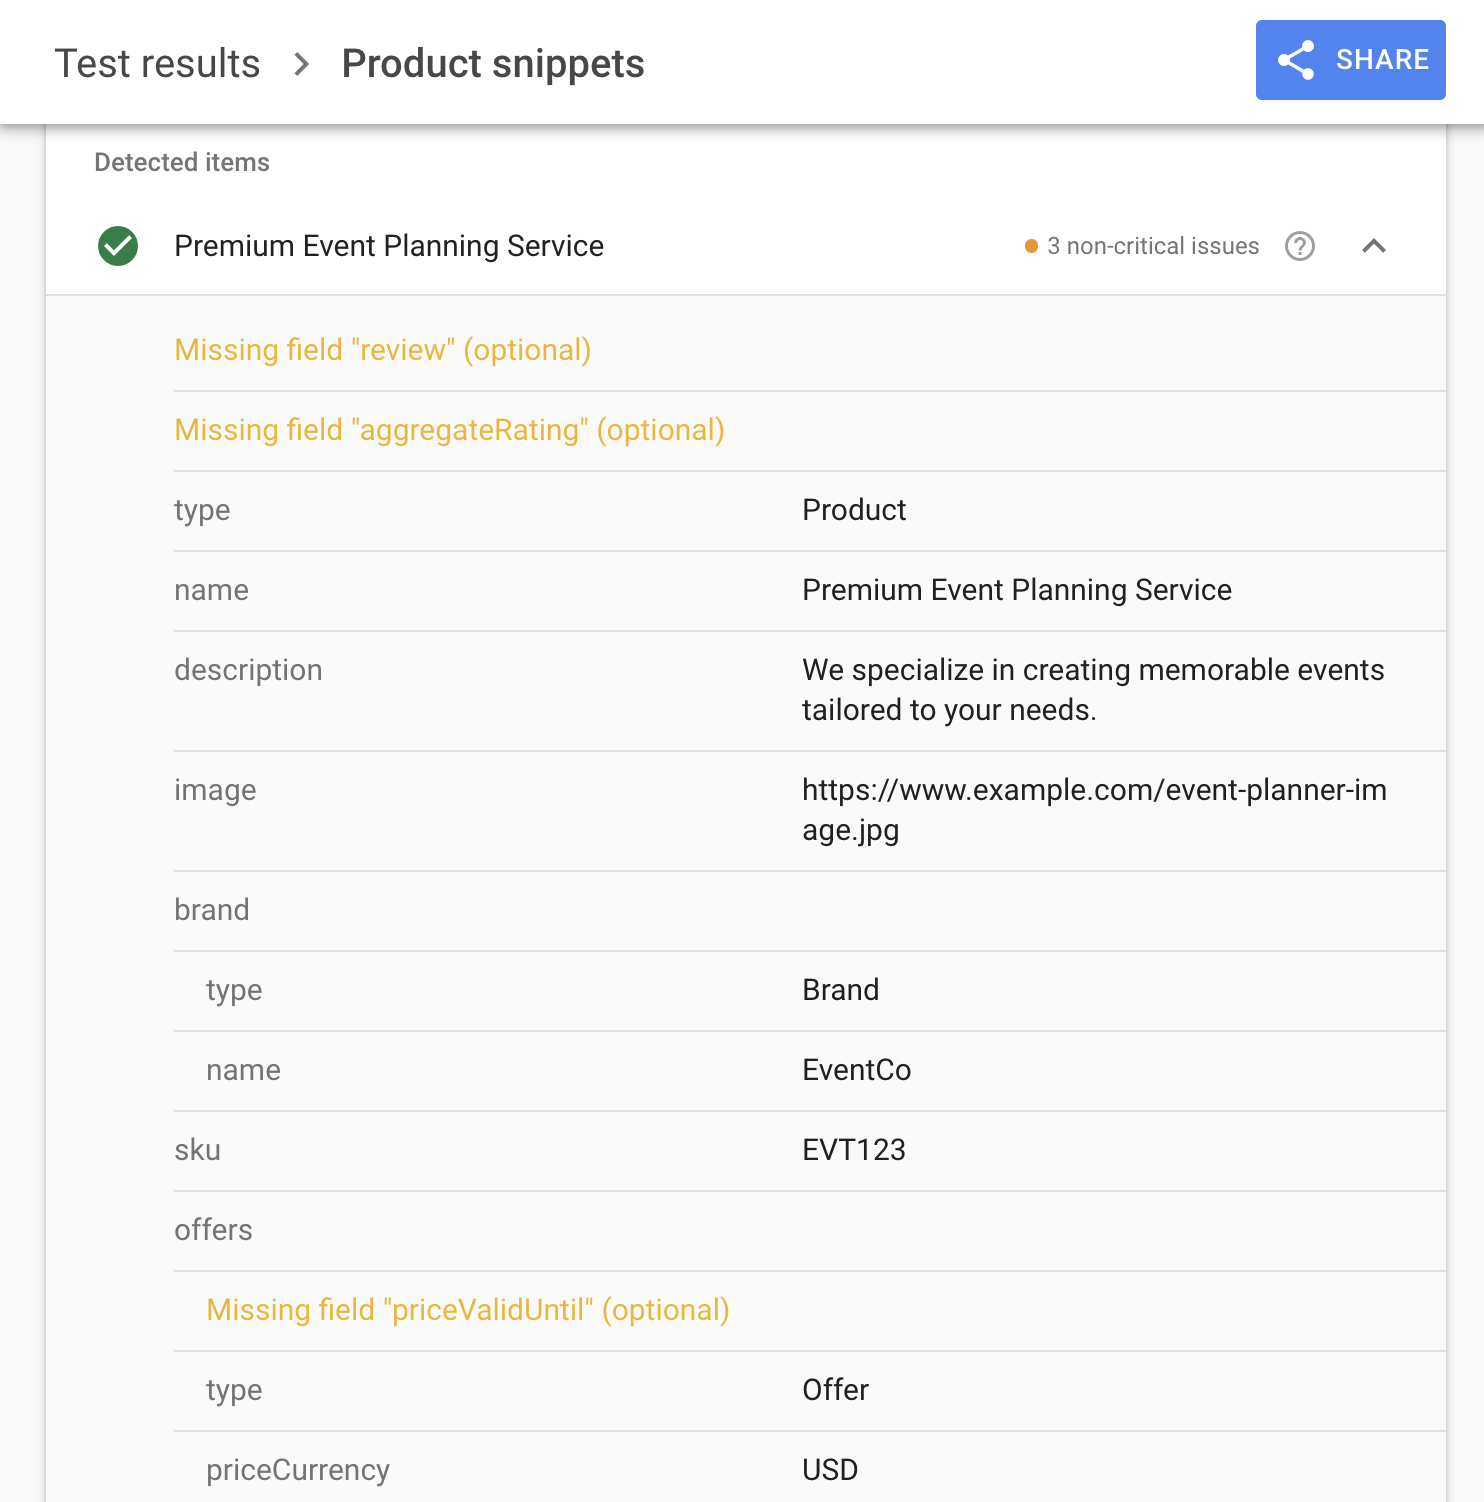 Test results > Product snippets
SHARE
Detected items
Premium Event Planning Service
3 non-critical issues
Missing field "review" (optional)
Missing field "aggregateRating" (optional)
type Product
name Premium Event Planning Service
description We specialize in creating memorable events
tailored to your needs.
image https://www.example.com/event-planner-im
age.jpg
brand
type Brand
name EventCo
sku EVT123
offers
Missing field "priceValidUntil" (optional)
type Offer
priceCurrency USD